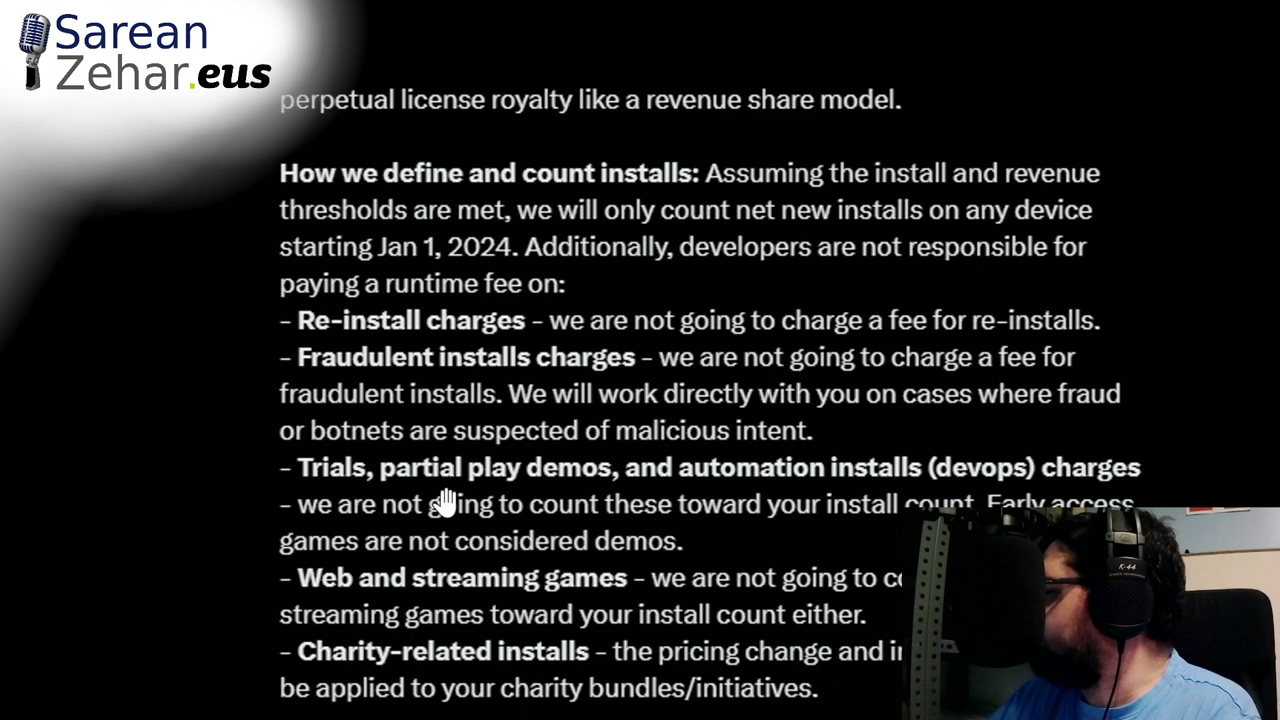 Sarean
Zehar.eus
perpetual license royalty like a revenue share model.
How we define and count installs: Assuming the install and revenue
thresholds are met, we will only count net new installs on any device
starting Jan 1, 2024. Additionally, developers are not responsible for
paying a runtime fee on:
- Re-install charges - we are not going to charge a fee for re-installs.
- Fraudulent installs charges - we are not going to charge a fee for
fraudulent installs. We will work directly with you on cases where fraud
or botnets are suspected of malicious intent.
- Trials, partial play demos, and automation installs (devops) charges
- we are not going to count these toward your install count. Early access
games are not considered demos.
- Web and streaming games - we are not going to
streaming games toward your install count either.
- Charity-related installs - the pricing change and
be applied to your charity bundles/initiatives.
K-44